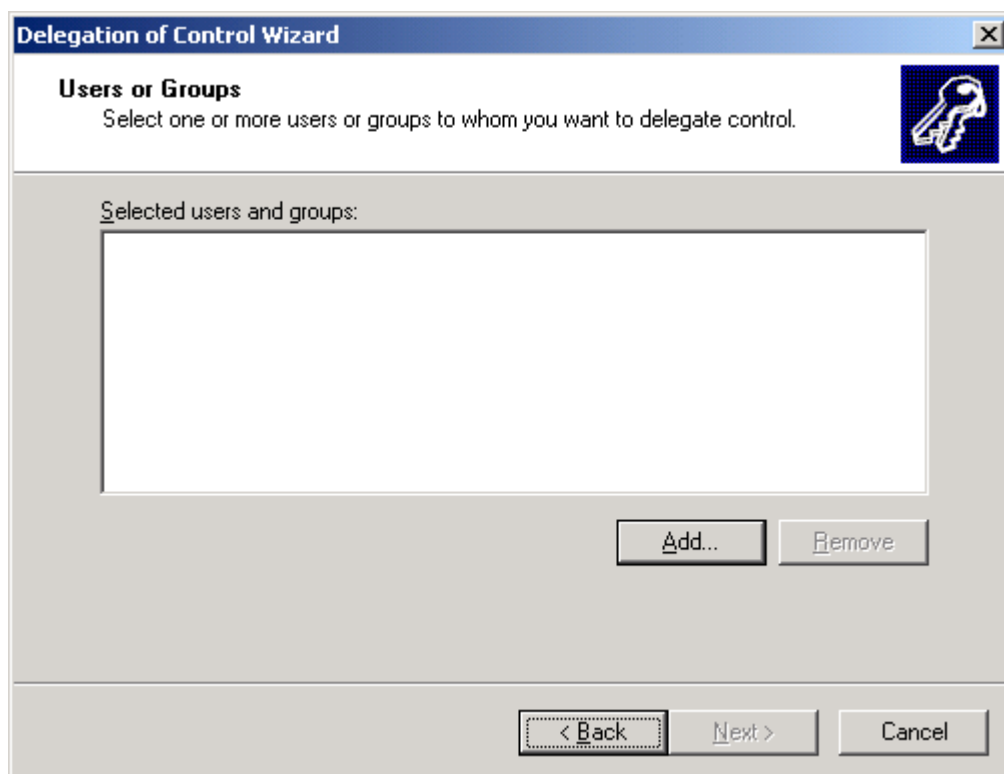 Delegation of Control Wizard
Users or Groups
Select one or more users or groups to whom you want to delegate control.
Selected users and groups:
Add...
Remove
< Back
Next >
Cancel